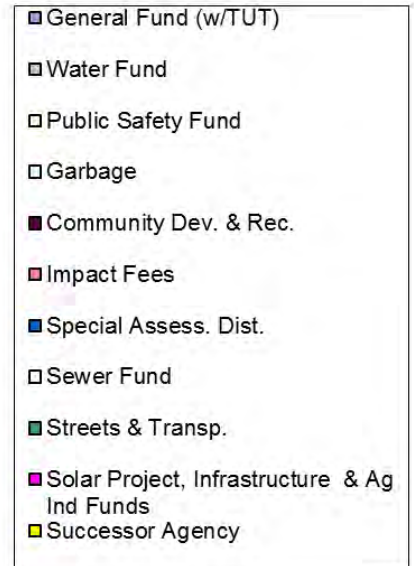 General Fund (w/TUT)
Water Fund
Public Safety Fund
Garbage
Community Dev. & Rec.
Impact Fees
Special Assess. Dist.
Sewer Fund
Streets & Transp.
Solar Project, Infrastructure & Ag
Ind Funds
Successor Agency